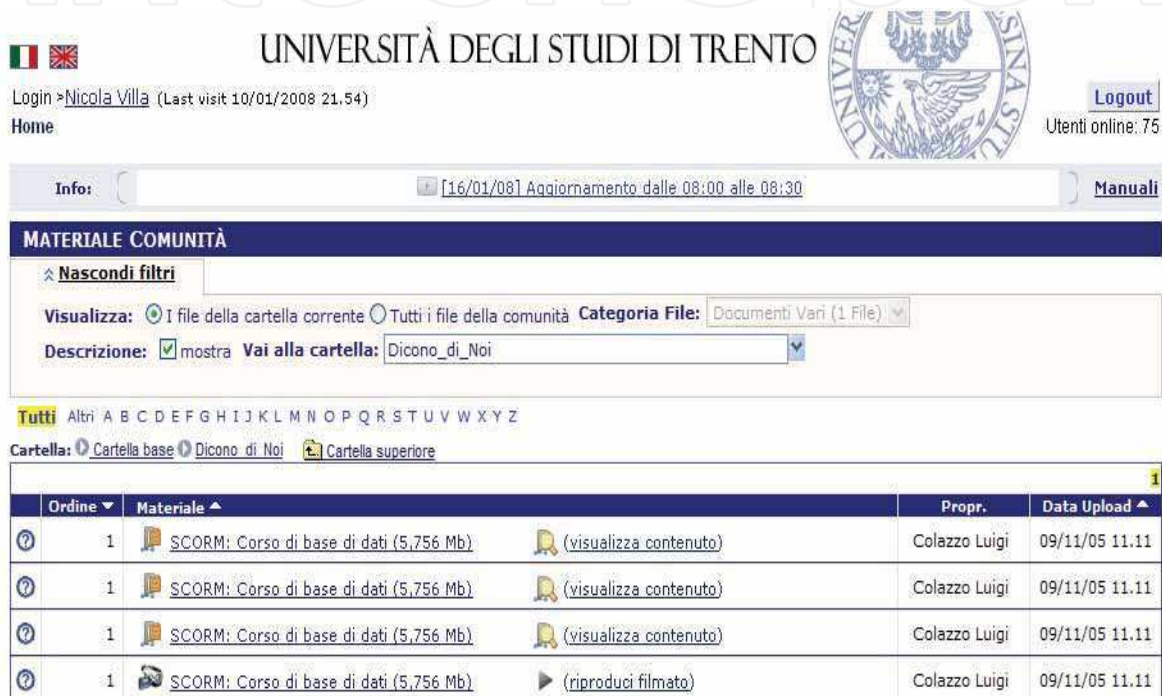 UNIVERSITÀ DEGLI STUDI DI TRENTO
Login >Nicola Villa (Last visit 10/01/2008 21.54)
Logout
Home
Utenti online: 75
Info: [16/01/08] Aggiornamento dalle 08:00 alle 08:30 Manuali
MATERIALE COMUNITÀ
Nascondi filtri
Visualizza: I file della cartella corrente Tutti i file della comunità Categoria File: Documenti Vari (1 File)
Descrizione: mostra Vai alla cartella: Dicono_di_Noi
Tutti Altri A B C D E F G H I J K L M N O P Q R S T U V W X Y Z
Cartella: Cartella base Dicono_di_Noi Cartella superiore
1
Ordine Materiale Propr. Data Upload
1 SCORM: Corso di base di dati (5,756 Mb) (visualizza contenuto) Colazzo Luigi 09/11/05 11.11
1 SCORM: Corso di base di dati (5,756 Mb) (visualizza contenuto) Colazzo Luigi 09/11/05 11.11
1 SCORM: Corso di base di dati (5,756 Mb) (visualizza contenuto) Colazzo Luigi 09/11/05 11.11
1 SCORM: Corso di base di dati (5,756 Mb) (riproduci filmato) Colazzo Luigi 09/11/05 11.11